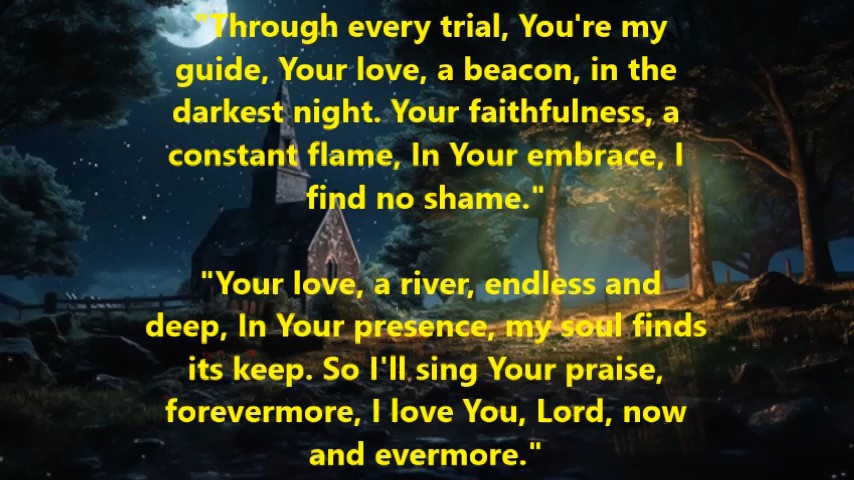 "Through every trial, You're my
guide, Your love, a beacon, in the
darkest night. Your faithfulness, a
constant flame, In Your embrace, I
find no shame."
"Your love, a river, endless and
deep, In Your presence, my soul finds
its keep. So I'll sing Your praise,
forevermore, I love You, Lord, now
and evermore."